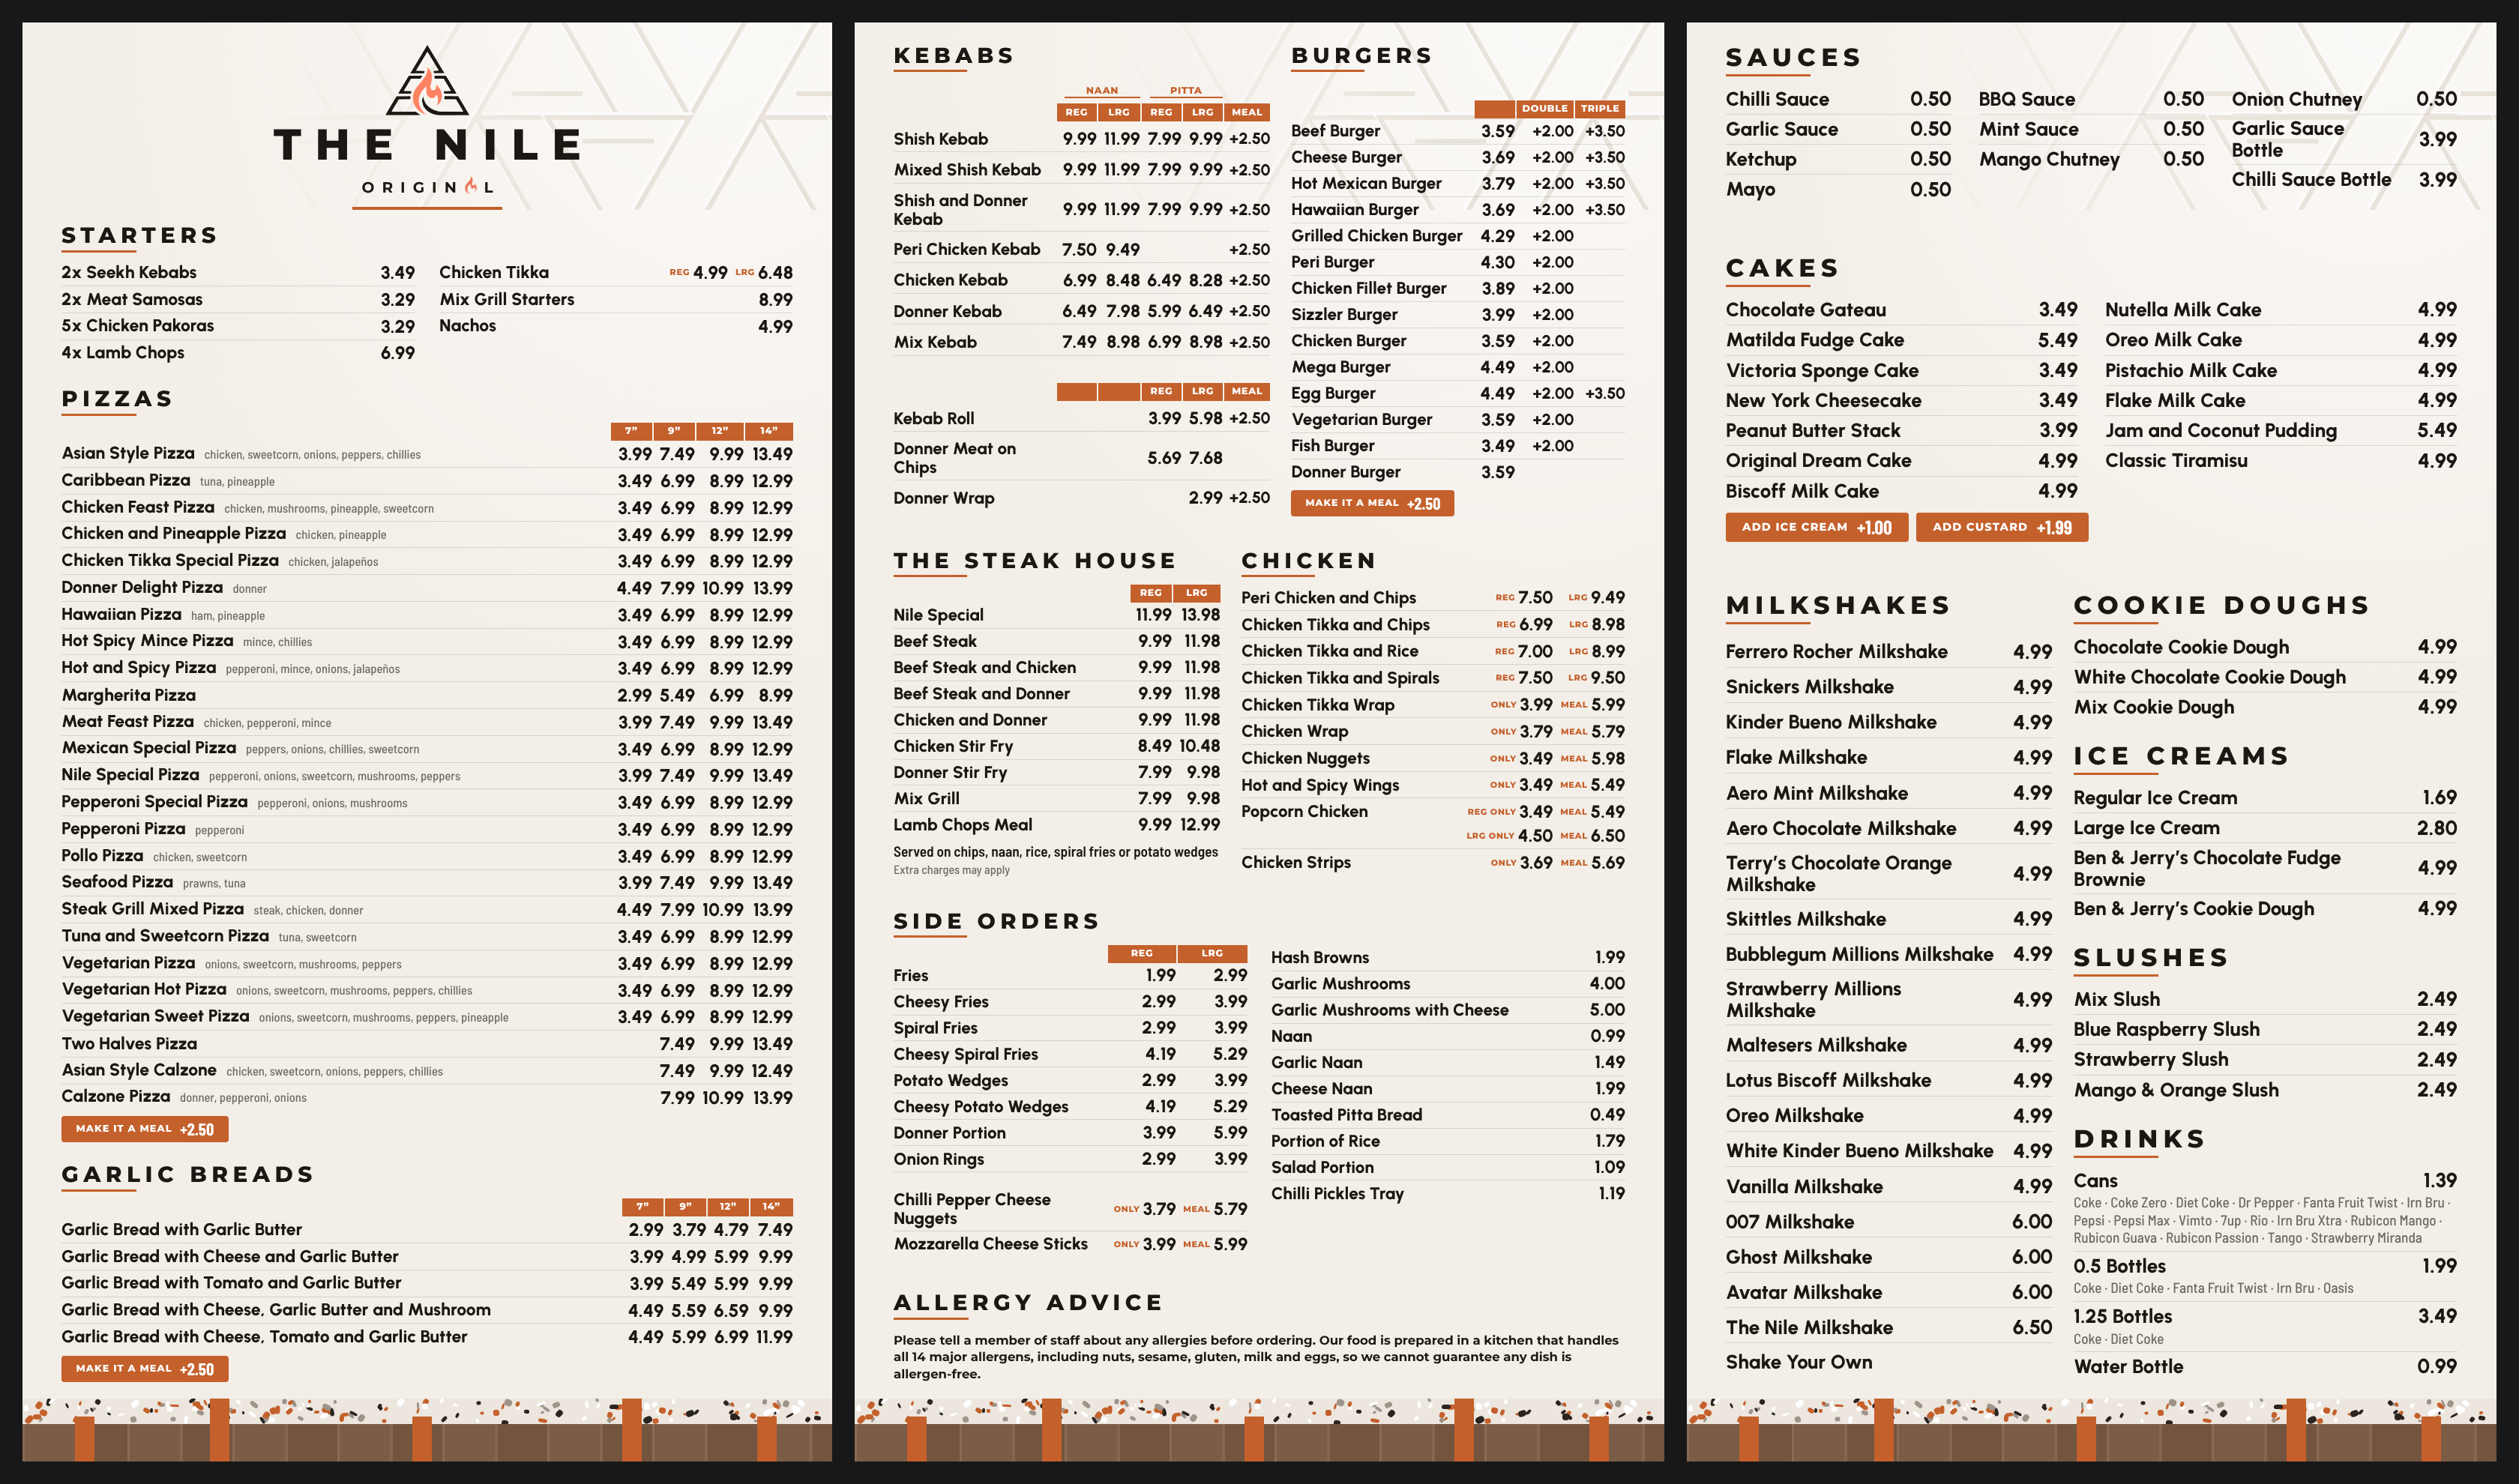 THE NILE
ORIGINAL
STARTERS
2x Seekh Kebabs 3.49
2x Meat Samosas 3.29
5x Chicken Pakoras 3.29
4x Lamb Chops 6.99
Chicken Tikka REG 4.99 LRG 6.48
Mix Grill Starters 8.99
Nachos 4.99
PIZZAS
7” 9” 12” 14”
Asian Style Pizza chicken, sweetcorn, onions, peppers, chillies 3.99 7.49 9.99 13.49
Caribbean Pizza tuna, pineapple 3.49 6.99 8.99 12.99
Chicken Feast Pizza chicken, mushrooms, pineapple, sweetcorn 3.49 6.99 8.99 12.99
Chicken and Pineapple Pizza chicken, pineapple 3.49 6.99 8.99 12.99
Chicken Tikka Special Pizza chicken, jalapeños 3.49 6.99 8.99 12.99
Donner Delight Pizza donner 4.49 7.99 10.99 13.99
Hawaiian Pizza ham, pineapple 3.49 6.99 8.99 12.99
Hot Spicy Mince Pizza mince, chillies 3.49 6.99 8.99 12.99
Hot and Spicy Pizza pepperoni, mince, onions, jalapeños 3.49 6.99 8.99 12.99
Margherita Pizza 2.99 5.49 6.99 8.99
Meat Feast Pizza chicken, pepperoni, mince 3.99 7.49 9.99 13.49
Mexican Special Pizza peppers, onions, chillies, sweetcorn 3.49 6.99 8.99 12.99
Nile Special Pizza pepperoni, onions, sweetcorn, mushrooms, peppers 3.99 7.49 9.99 13.49
Pepperoni Special Pizza pepperoni, onions, mushrooms 3.49 6.99 8.99 12.99
Pepperoni Pizza pepperoni 3.49 6.99 8.99 12.99
Pollo Pizza chicken, sweetcorn 3.49 6.99 8.99 12.99
Seafood Pizza prawns, tuna 3.99 7.49 9.99 13.49
Steak Grill Mixed Pizza steak, chicken, donner 4.49 7.99 10.99 13.99
Tuna and Sweetcorn Pizza tuna, sweetcorn 3.49 6.99 8.99 12.99
Vegetarian Pizza onions, sweetcorn, mushrooms, peppers 3.49 6.99 8.99 12.99
Vegetarian Hot Pizza onions, sweetcorn, mushrooms, peppers, chillies 3.49 6.99 8.99 12.99
Vegetarian Sweet Pizza onions, sweetcorn, mushrooms, peppers, pineapple 3.49 6.99 8.99 12.99
Two Halves Pizza 7.49 9.99 13.49
Asian Style Calzone chicken, sweetcorn, onions, peppers, chillies 7.49 9.99 12.49
Calzone Pizza donner, pepperoni, onions 7.99 10.99 13.99
MAKE IT A MEAL +2.50
GARLIC BREADS
7” 9” 12” 14”
Garlic Bread with Garlic Butter 2.99 3.79 4.79 7.49
Garlic Bread with Cheese and Garlic Butter 3.99 4.99 5.99 9.99
Garlic Bread with Tomato and Garlic Butter 3.99 5.49 5.99 9.99
Garlic Bread with Cheese, Garlic Butter and Mushroom 4.49 5.59 6.59 9.99
Garlic Bread with Cheese, Tomato and Garlic Butter 4.49 5.99 6.99 11.99
MAKE IT A MEAL +2.50
KEBABS
NAAN PITTA
REG LRG REG LRG MEAL
Shish Kebab 9.99 11.99 7.99 9.99 +2.50
Mixed Shish Kebab 9.99 11.99 7.99 9.99 +2.50
Shish and Donner
Kebab 9.99 11.99 7.99 9.99 +2.50
Peri Chicken Kebab 7.50 9.49 +2.50
Chicken Kebab 6.99 8.48 6.49 8.28 +2.50
Donner Kebab 6.49 7.98 5.99 6.49 +2.50
Mix Kebab 7.49 8.98 6.99 8.98 +2.50
REG LRG MEAL
Kebab Roll 3.99 5.98 +2.50
Donner Meat on
Chips 5.69 7.68
Donner Wrap 2.99 +2.50
BURGERS
DOUBLE TRIPLE
Beef Burger 3.59 +2.00 +3.50
Cheese Burger 3.69 +2.00 +3.50
Hot Mexican Burger 3.79 +2.00 +3.50
Hawaiian Burger 3.69 +2.00 +3.50
Grilled Chicken Burger 4.29 +2.00
Peri Burger 4.30 +2.00
Chicken Fillet Burger 3.89 +2.00
Sizzler Burger 3.99 +2.00
Chicken Burger 3.59 +2.00
Mega Burger 4.49 +2.00
Egg Burger 4.49 +2.00 +3.50
Vegetarian Burger 3.59 +2.00
Fish Burger 3.49 +2.00
Donner Burger 3.59
MAKE IT A MEAL +2.50
THE STEAK HOUSE
REG LRG
Nile Special 11.99 13.98
Beef Steak 9.99 11.98
Beef Steak and Chicken 9.99 11.98
Beef Steak and Donner 9.99 11.98
Chicken and Donner 9.99 11.98
Chicken Stir Fry 8.49 10.48
Donner Stir Fry 7.99 9.98
Mix Grill 7.99 9.98
Lamb Chops Meal 9.99 12.99
Served on chips, naan, rice, spiral fries or potato wedges
Extra charges may apply
CHICKEN
Peri Chicken and Chips REG 7.50 LRG 9.49
Chicken Tikka and Chips REG 6.99 LRG 8.98
Chicken Tikka and Rice REG 7.00 LRG 8.99
Chicken Tikka and Spirals REG 7.50 LRG 9.50
Chicken Tikka Wrap ONLY 3.99 MEAL 5.99
Chicken Wrap ONLY 3.79 MEAL 5.79
Chicken Nuggets ONLY 3.49 MEAL 5.98
Hot and Spicy Wings ONLY 3.49 MEAL 5.49
Popcorn Chicken REG ONLY 3.49 MEAL 5.49
LRG ONLY 4.50 MEAL 6.50
Chicken Strips ONLY 3.69 MEAL 5.69
SIDE ORDERS
REG LRG
Fries 1.99 2.99
Cheesy Fries 2.99 3.99
Spiral Fries 2.99 3.99
Cheesy Spiral Fries 4.19 5.29
Potato Wedges 2.99 3.99
Cheesy Potato Wedges 4.19 5.29
Donner Portion 3.99 5.99
Onion Rings 2.99 3.99
Chilli Pepper Cheese
Nuggets ONLY 3.79 MEAL 5.79
Mozzarella Cheese Sticks ONLY 3.99 MEAL 5.99
Hash Browns 1.99
Garlic Mushrooms 4.00
Garlic Mushrooms with Cheese 5.00
Naan 0.99
Garlic Naan 1.49
Cheese Naan 1.99
Toasted Pitta Bread 0.49
Portion of Rice 1.79
Salad Portion 1.09
Chilli Pickles Tray 1.19
ALLERGY ADVICE
Please tell a member of staff about any allergies before ordering. Our food is prepared in a kitchen that handles
all 14 major allergens, including nuts, sesame, gluten, milk and eggs, so we cannot guarantee any dish is
allergen-free.
SAUCES
Chilli Sauce 0.50
Garlic Sauce 0.50
Ketchup 0.50
Mayo 0.50
BBQ Sauce 0.50
Mint Sauce 0.50
Mango Chutney 0.50
Onion Chutney 0.50
Garlic Sauce
Bottle 3.99
Chilli Sauce Bottle 3.99
CAKES
Chocolate Gateau 3.49
Matilda Fudge Cake 5.49
Victoria Sponge Cake 3.49
New York Cheesecake 3.49
Peanut Butter Stack 3.99
Original Dream Cake 4.99
Biscoff Milk Cake 4.99
Nutella Milk Cake 4.99
Oreo Milk Cake 4.99
Pistachio Milk Cake 4.99
Flake Milk Cake 4.99
Jam and Coconut Pudding 5.49
Classic Tiramisu 4.99
ADD ICE CREAM +1.00 ADD CUSTARD +1.99
MILKSHAKES
Ferrero Rocher Milkshake 4.99
Snickers Milkshake 4.99
Kinder Bueno Milkshake 4.99
Flake Milkshake 4.99
Aero Mint Milkshake 4.99
Aero Chocolate Milkshake 4.99
Terry’s Chocolate Orange
Milkshake 4.99
Skittles Milkshake 4.99
Bubblegum Millions Milkshake 4.99
Strawberry Millions
Milkshake 4.99
Maltesers Milkshake 4.99
Lotus Biscoff Milkshake 4.99
Oreo Milkshake 4.99
White Kinder Bueno Milkshake 4.99
Vanilla Milkshake 4.99
007 Milkshake 6.00
Ghost Milkshake 6.00
Avatar Milkshake 6.00
The Nile Milkshake 6.50
Shake Your Own
COOKIE DOUGHS
Chocolate Cookie Dough 4.99
White Chocolate Cookie Dough 4.99
Mix Cookie Dough 4.99
ICE CREAMS
Regular Ice Cream 1.69
Large Ice Cream 2.80
Ben & Jerry’s Chocolate Fudge
Brownie 4.99
Ben & Jerry’s Cookie Dough 4.99
SLUSHES
Mix Slush 2.49
Blue Raspberry Slush 2.49
Strawberry Slush 2.49
Mango & Orange Slush 2.49
DRINKS
Cans 1.39
Coke · Coke Zero · Diet Coke · Dr Pepper · Fanta Fruit Twist · Irn Bru ·
Pepsi · Pepsi Max · Vimto · 7up · Rio · Irn Bru Xtra · Rubicon Mango ·
Rubicon Guava · Rubicon Passion · Tango · Strawberry Miranda
0.5 Bottles 1.99
Coke · Diet Coke · Fanta Fruit Twist · Irn Bru · Oasis
1.25 Bottles 3.49
Coke · Diet Coke
Water Bottle 0.99